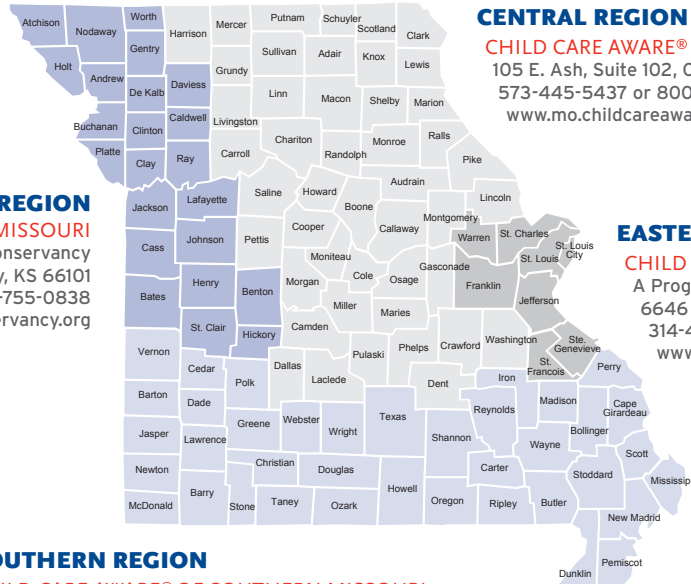 CENTRAL REGION
CHILD CARE AWARE®
105 E. Ash, Suite 102,
573-445-5437 or 800
www.mo.childcareawa
REGION
MISSOURI
onservancy
, KS 66101
-755-0838
ervancy.org
EASTE
CHILD
A Prog
6646
314-4
www
OUTHERN REGION
Atchison
Nodaway
Worth
Harrison
Mercer
Putnam
Schuyler
Scotland
Clark
Gentry
Holt
Andrew
De Kalb
Daviess
Grundy
Sullivan
Adair
Knox
Lewis
Buchanan
Clinton
Caldwell
Livingston
Linn
Macon
Shelby
Marion
Platte
Clay
Ray
Carroll
Chariton
Randolph
Monroe
Ralls
Pike
Audrain
Jackson
Lafayette
Saline
Howard
Boone
Callaway
Montgomery
Lincoln
Warren
St. Charles
St. Louis
St. Louis
City
Cass
Johnson
Pettis
Cooper
Moniteau
Cole
Osage
Gasconade
Franklin
Jefferson
Bates
Henry
Benton
Morgan
Miller
Maries
St. Clair
Hickory
Camden
Pulaski
Phelps
Crawford
Washington
St.
Francois
Ste.
Genevieve
Vernon
Cedar
Polk
Dallas
Laclede
Dent
Iron
Perry
Barton
Dade
Greene
Webster
Wright
Texas
Reynolds
Madison
Cape
Girardeau
Bollinger
Jasper
Lawrence
Shannon
Wayne
Scott
Newton
Christian
Douglas
Carter
Stoddard
Mississip
McDonald
Barry
Stone
Taney
Ozark
Howell
Oregon
Ripley
Butler
New Madrid
Dunklin
Pemiscot